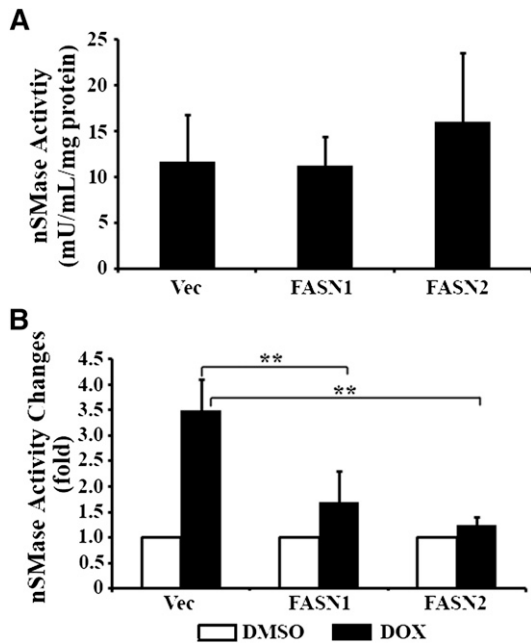 A
nSMase Activtiy
(mU/mL/mg protein)
25
20
15
10
5
0
Vec FASN1 FASN2
B
nSMase Activity Changes
(fold)
4.5
4.0
3.5
3.0
2.5
2.0
1.5
1.0
0.5
0
**
**
Vec FASN1 FASN2
DMSO DOX